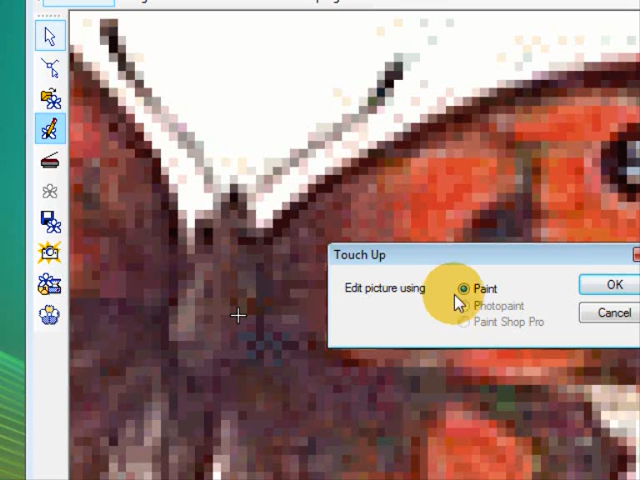 Touch Up
Edit picture using
Paint
OK
Photopaint
Cancel
Paint Shop Pro